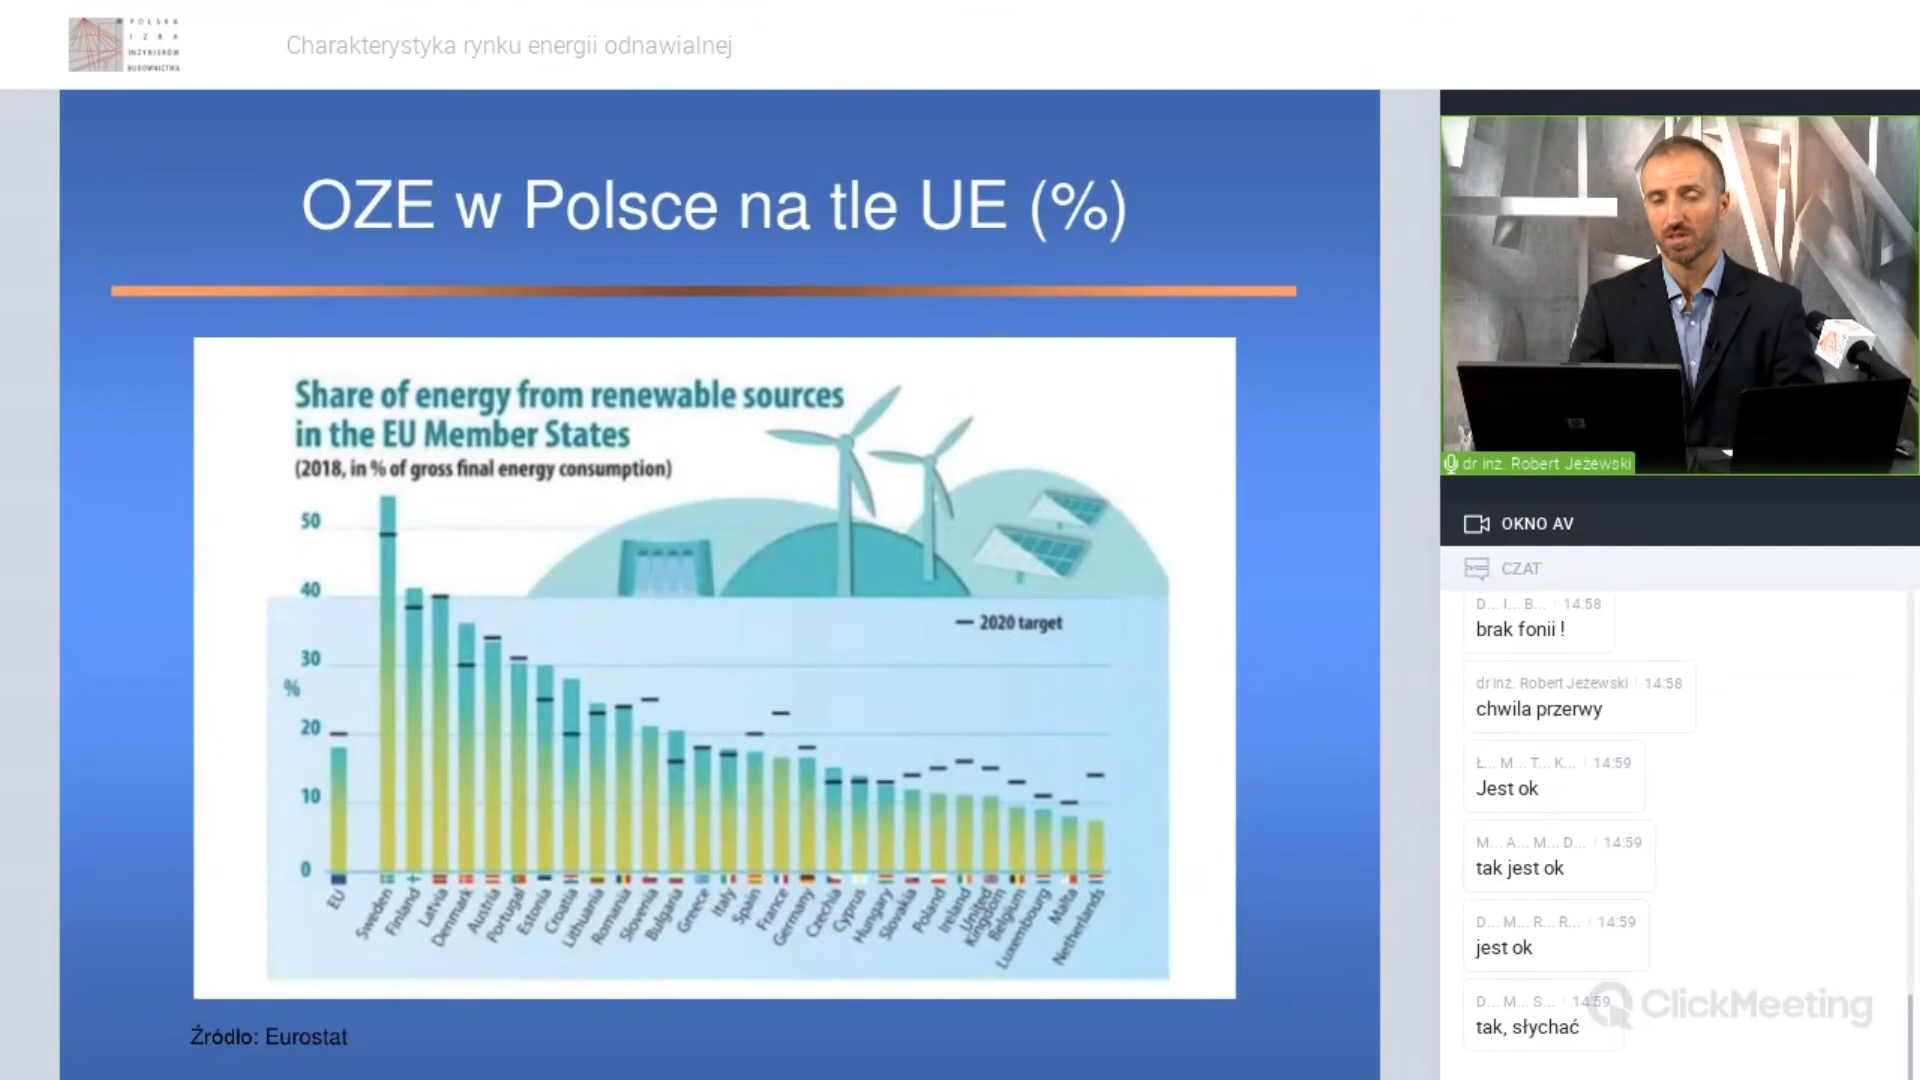 POLSKA
IZBA
INŻYNIERÓW
BUDOWNICTWA
Charakterystyka rynku energii odnawialnej
OZE w Polsce na tle UE (%)
Share of energy from renewable sources
in the EU Member States
(2018, in % of gross final energy consumption)
50
40
30
20
10
0
%
2020 target
EU
Sweden
Finland
Latvia
Denmark
Austria
Portugal
Estonia
Croatia
Lithuania
Romania
Slovenia
Bulgaria
Greece
Italy
Spain
France
Germany
Czechia
Cyprus
Hungary
Slovakia
Poland
Ireland
United
Kingdom
Belgium
Luxembourg
Malta
Netherlands
Źródło: Eurostat
dr inż. Robert Jeżewski
OKNO AV
CZAT
D... I... B... 14:58
brak fonii !
dr inż. Robert Jeżewski 14:58
chwila przerwy
Ł... M... T... K... 14:59
Jest ok
M... A... M... D... 14:59
tak jest ok
D... M... R... R... 14:59
jest ok
D... M... S... 14:59
tak, słychać
ClickMeeting